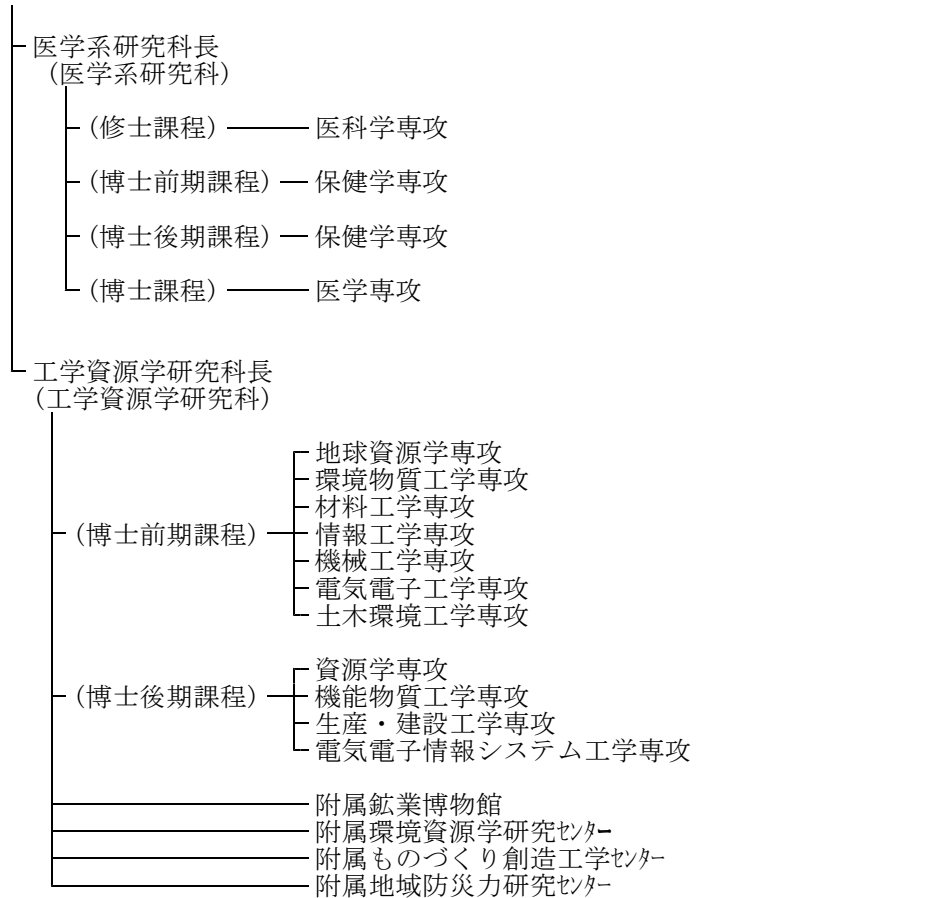 医学系研究科長
(医学系研究科)
(修士課程) 医科学専攻
(博士前期課程) 保健学専攻
(博士後期課程) 保健学専攻
(博士課程) 医学専攻
工学資源学研究科長
(工学資源学研究科)
地球資源学専攻
環境物質工学専攻
材料工学専攻
(博士前期課程) 情報工学専攻
機械工学専攻
電気電子工学専攻
土木環境工学専攻
資源学専攻
(博士後期課程) 機能物質工学専攻
生産・建設工学専攻
電気電子情報システム工学専攻
附属鉱業博物館
附属環境資源学研究ｾﾝﾀｰ
附属ものづくり創造工学ｾﾝﾀｰ
附属地域防災力研究ｾﾝﾀｰ